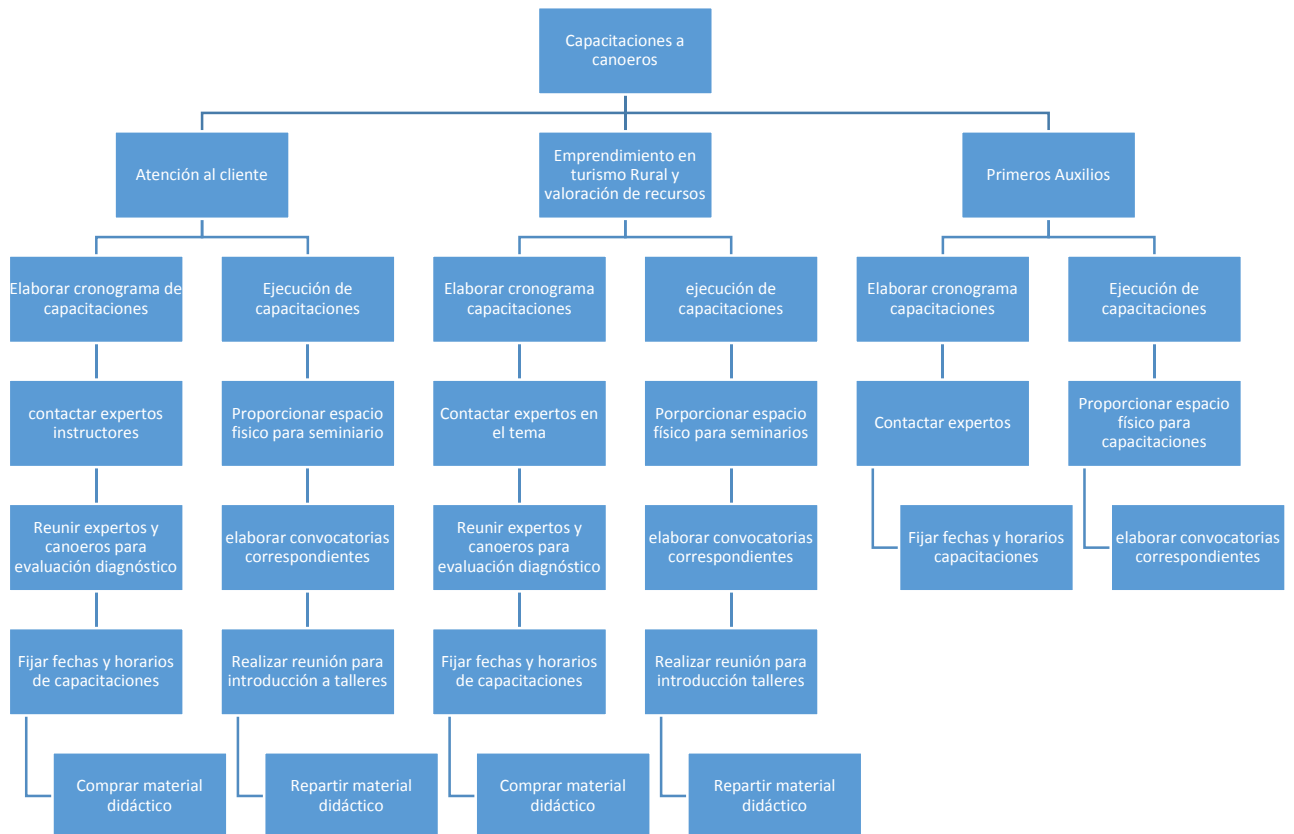 Capacitaciones a
canoeros
Atención al cliente
Emprendimiento en
turismo Rural y
valoración de recursos
Primeros Auxilios
Elaborar cronograma de
capacitaciones
Ejecución de
capacitaciones
Elaborar cronograma
capacitaciones
ejecución de
capacitaciones
Elaborar cronograma
capacitaciones
Ejecución de
capacitaciones
contactar expertos
instructores
Proporcionar espacio
fisico para seminiario
Contactar expertos en
el tema
Porporcionar espacio
físico para seminarios
Contactar expertos
Proporcionar espacio
físico para
capacitaciones
Reunir expertos y
canoeros para
evaluación diagnóstico
elaborar convocatorias
correspondientes
Reunir expertos y
canoeros para
evaluación diagnóstico
elaborar convocatorias
correspondientes
Fijar fechas y horarios
capacitaciones
elaborar convocatorias
correspondientes
Fijar fechas y horarios
de capacitaciones
Realizar reunión para
introducción a talleres
Fijar fechas y horarios
de capacitaciones
Realizar reunión para
introducción talleres
Comprar material
didáctico
Repartir material
didáctico
Comprar material
didáctico
Repartir material
didáctico